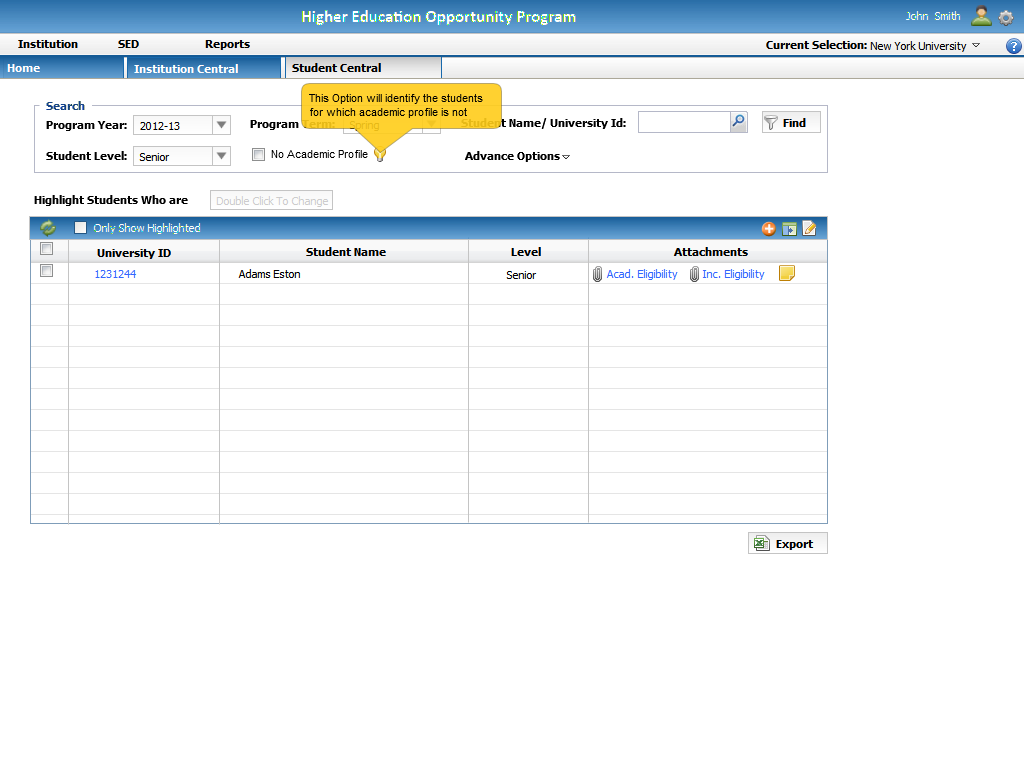 Higher Education Opportunity Program
John Smith
Institution SED Reports
Current Selection: New York University
Home Institution Central Student Central
Search
This Option will identify the students
for which academic profile is not
Program Year: 2012-13 Program Term: Spring Student Name/ University Id: Find
Student Level: Senior No Academic Profile Advance Options
Highlight Students Who are Double Click To Change
Only Show Highlighted
University ID Student Name Level Attachments
1231244 Adams Eston Senior Acad. Eligibility Inc. Eligibility
Export